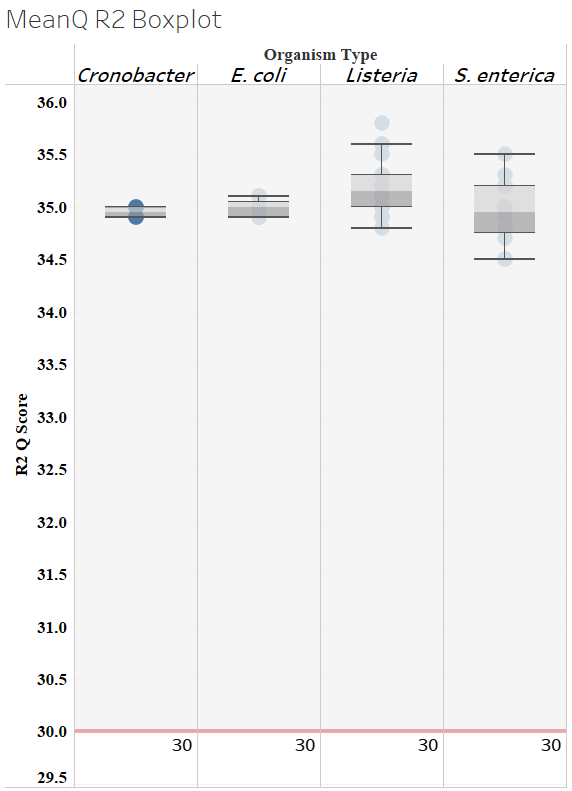 MeanQ R2 Boxplot
Organism Type
Cronobacter E. coli Listeria S. enterica
36.0
35.5
35.0
34.5
34.0
33.5
33.0
32.5
32.0
31.5
31.0
30.5
30.0
29.5
R2 Q Score
30 30 30 30